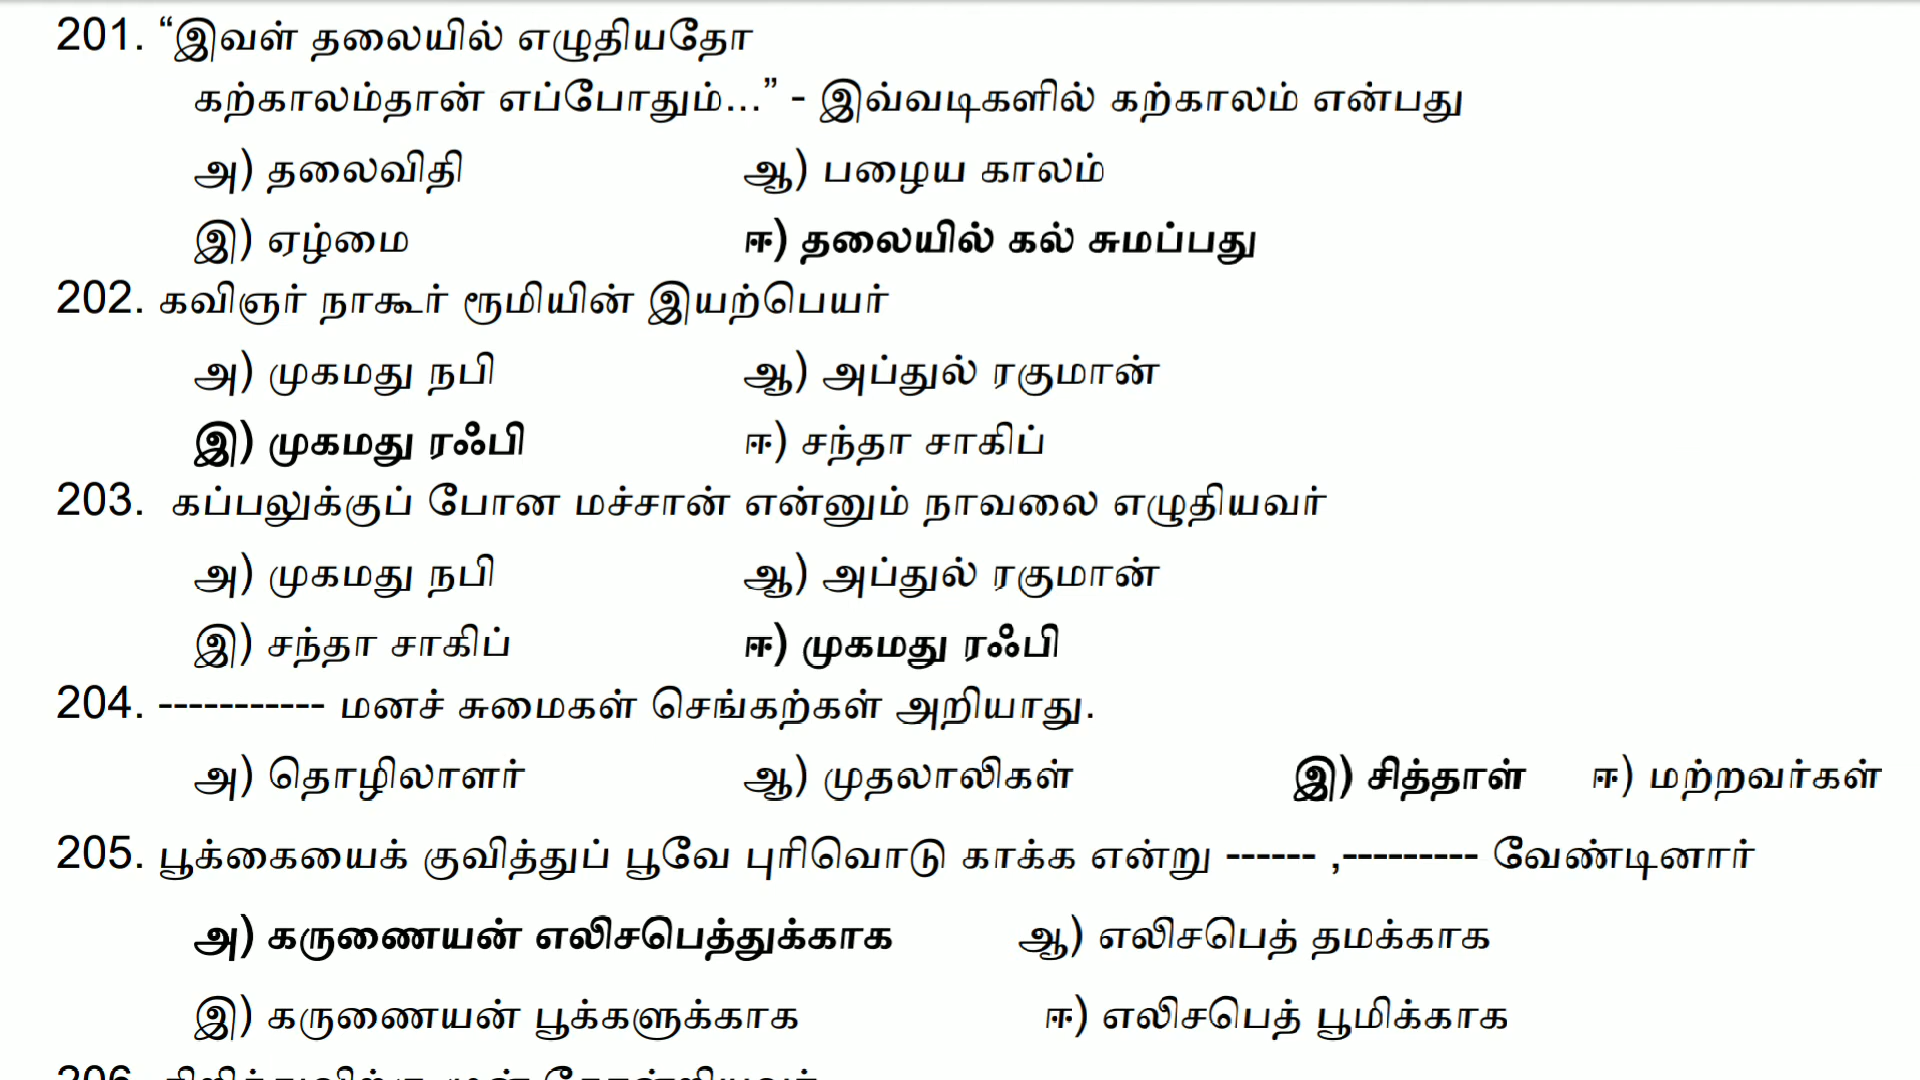 201. “இவள் தலையில் எழுதியதோ
கற்காலம்தான் எப்போதும்...” - இவ்வடிகளில் கற்காலம் என்பது
அ) தலைவிதி ஆ) பழைய காலம்
இ) ஏழ்மை ஈ) தலையில் கல் சுமப்பது
202. கவிஞர் நாகூர் ரூமியின் இயற்பெயர்
அ) முகமது நபி ஆ) அப்துல் ரகுமான்
இ) முகமது ரஃபி ஈ) சந்தா சாகிப்
203. கப்பலுக்குப் போன மச்சான் என்னும் நாவலை எழுதியவர்
அ) முகமது நபி ஆ) அப்துல் ரகுமான்
இ) சந்தா சாகிப் ஈ) முகமது ரஃபி
204. ----------- மனச் சுமைகள் செங்கற்கள் அறியாது.
அ) தொழிலாளர் ஆ) முதலாலிகள் இ) சித்தாள் ஈ) மற்றவர்கள்
205. பூக்கையைக் குவித்துப் பூவே புரிவொடு காக்க என்று ------ ,--------- வேண்டினார்
அ) கருணையன் எலிசபெத்துக்காக ஆ) எலிசபெத் தமக்காக
இ) கருணையன் பூக்களுக்காக ஈ) எலிசபெத் பூமிக்காக
206.